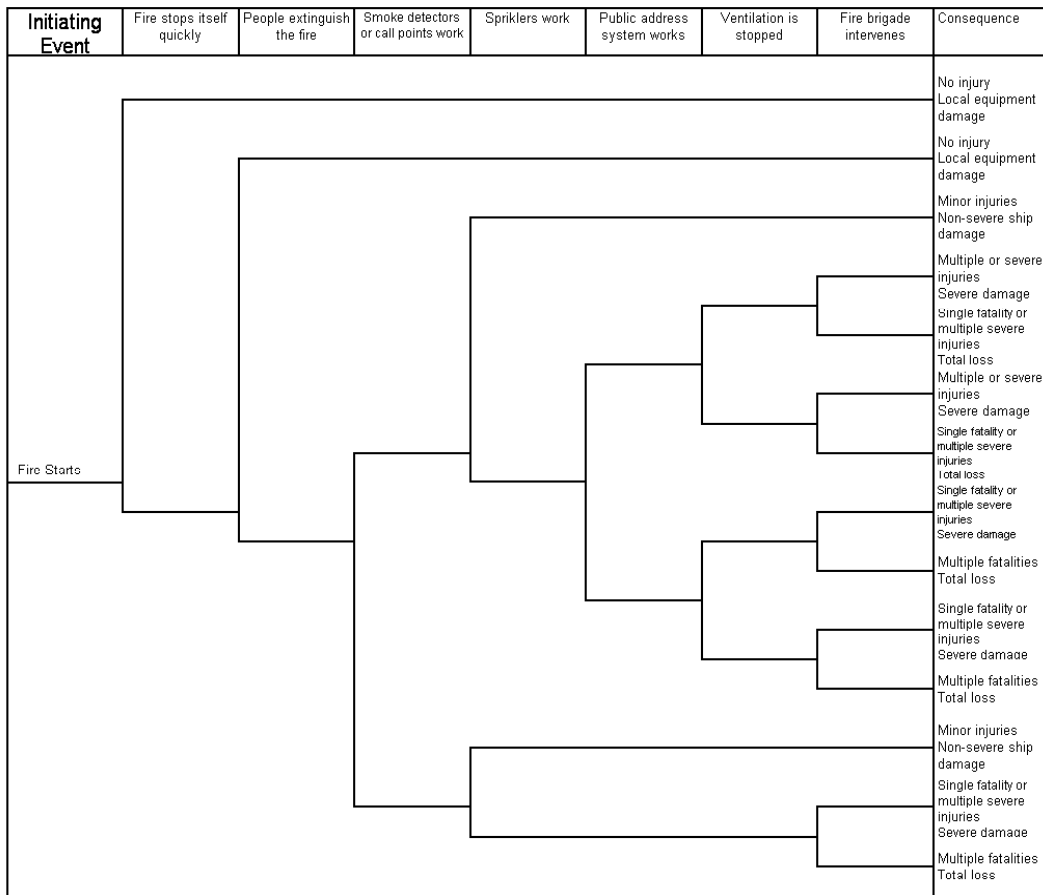 Initiating
Event
Fire stops itself
quickly
People extinguish
the fire
Smoke detectors
or call points work
Spriklers work
Public address
system works
Ventilation is
stopped
Fire brigade
intervenes
Consequence
No injury
Local equipment
damage
No injury
Local equipment
damage
Minor injuries
Non-severe ship
damage
Multiple or severe
injuries
Severe damage
Single fatality or
multiple severe
injuries
Total loss
Multiple or severe
injuries
Severe damage
Single fatality or
multiple severe
injuries
Total loss
Fire Starts
Single fatality or
multiple severe
injuries
Severe damage
Multiple fatalities
Total loss
Single fatality or
multiple severe
injuries
Severe damage
Multiple fatalities
Total loss
Minor injuries
Non-severe ship
damage
Single fatality or
multiple severe
injuries
Severe damage
Multiple fatalities
Total loss